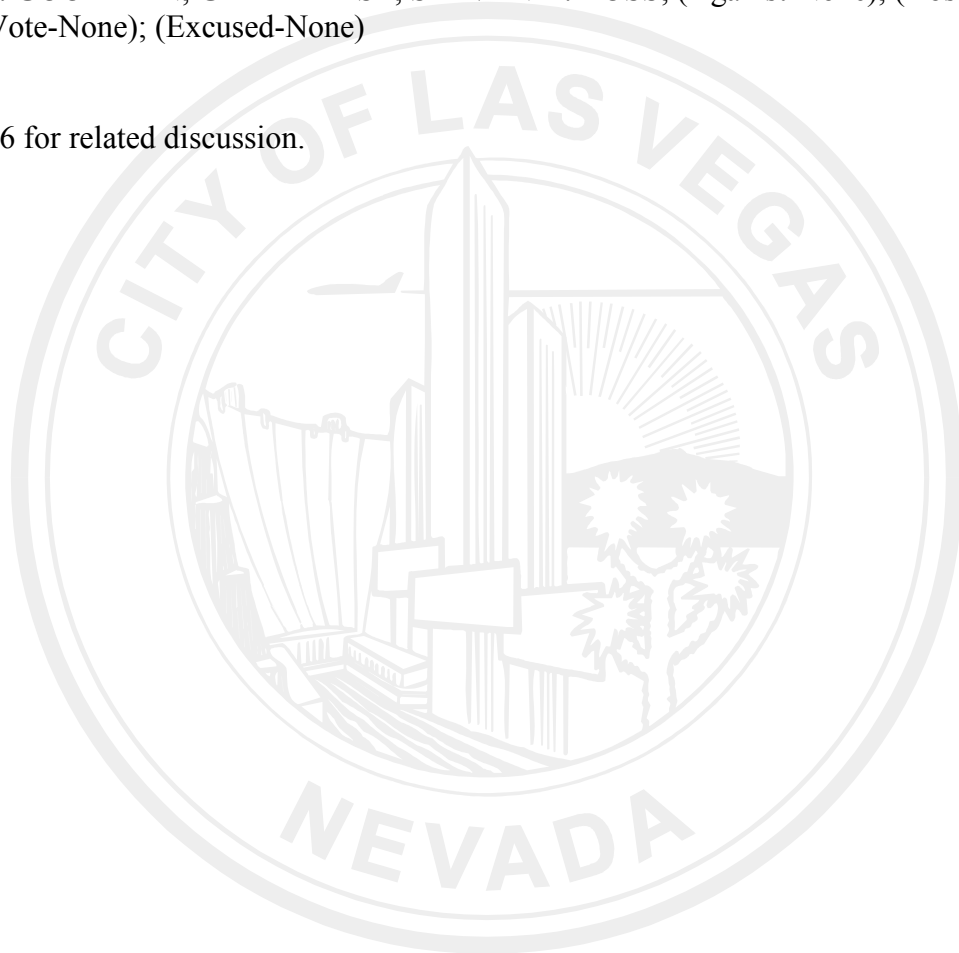 Vote-None); (Excused-None)
6 for related discussion.
CITY OF LAS VEGAS
NEVADA